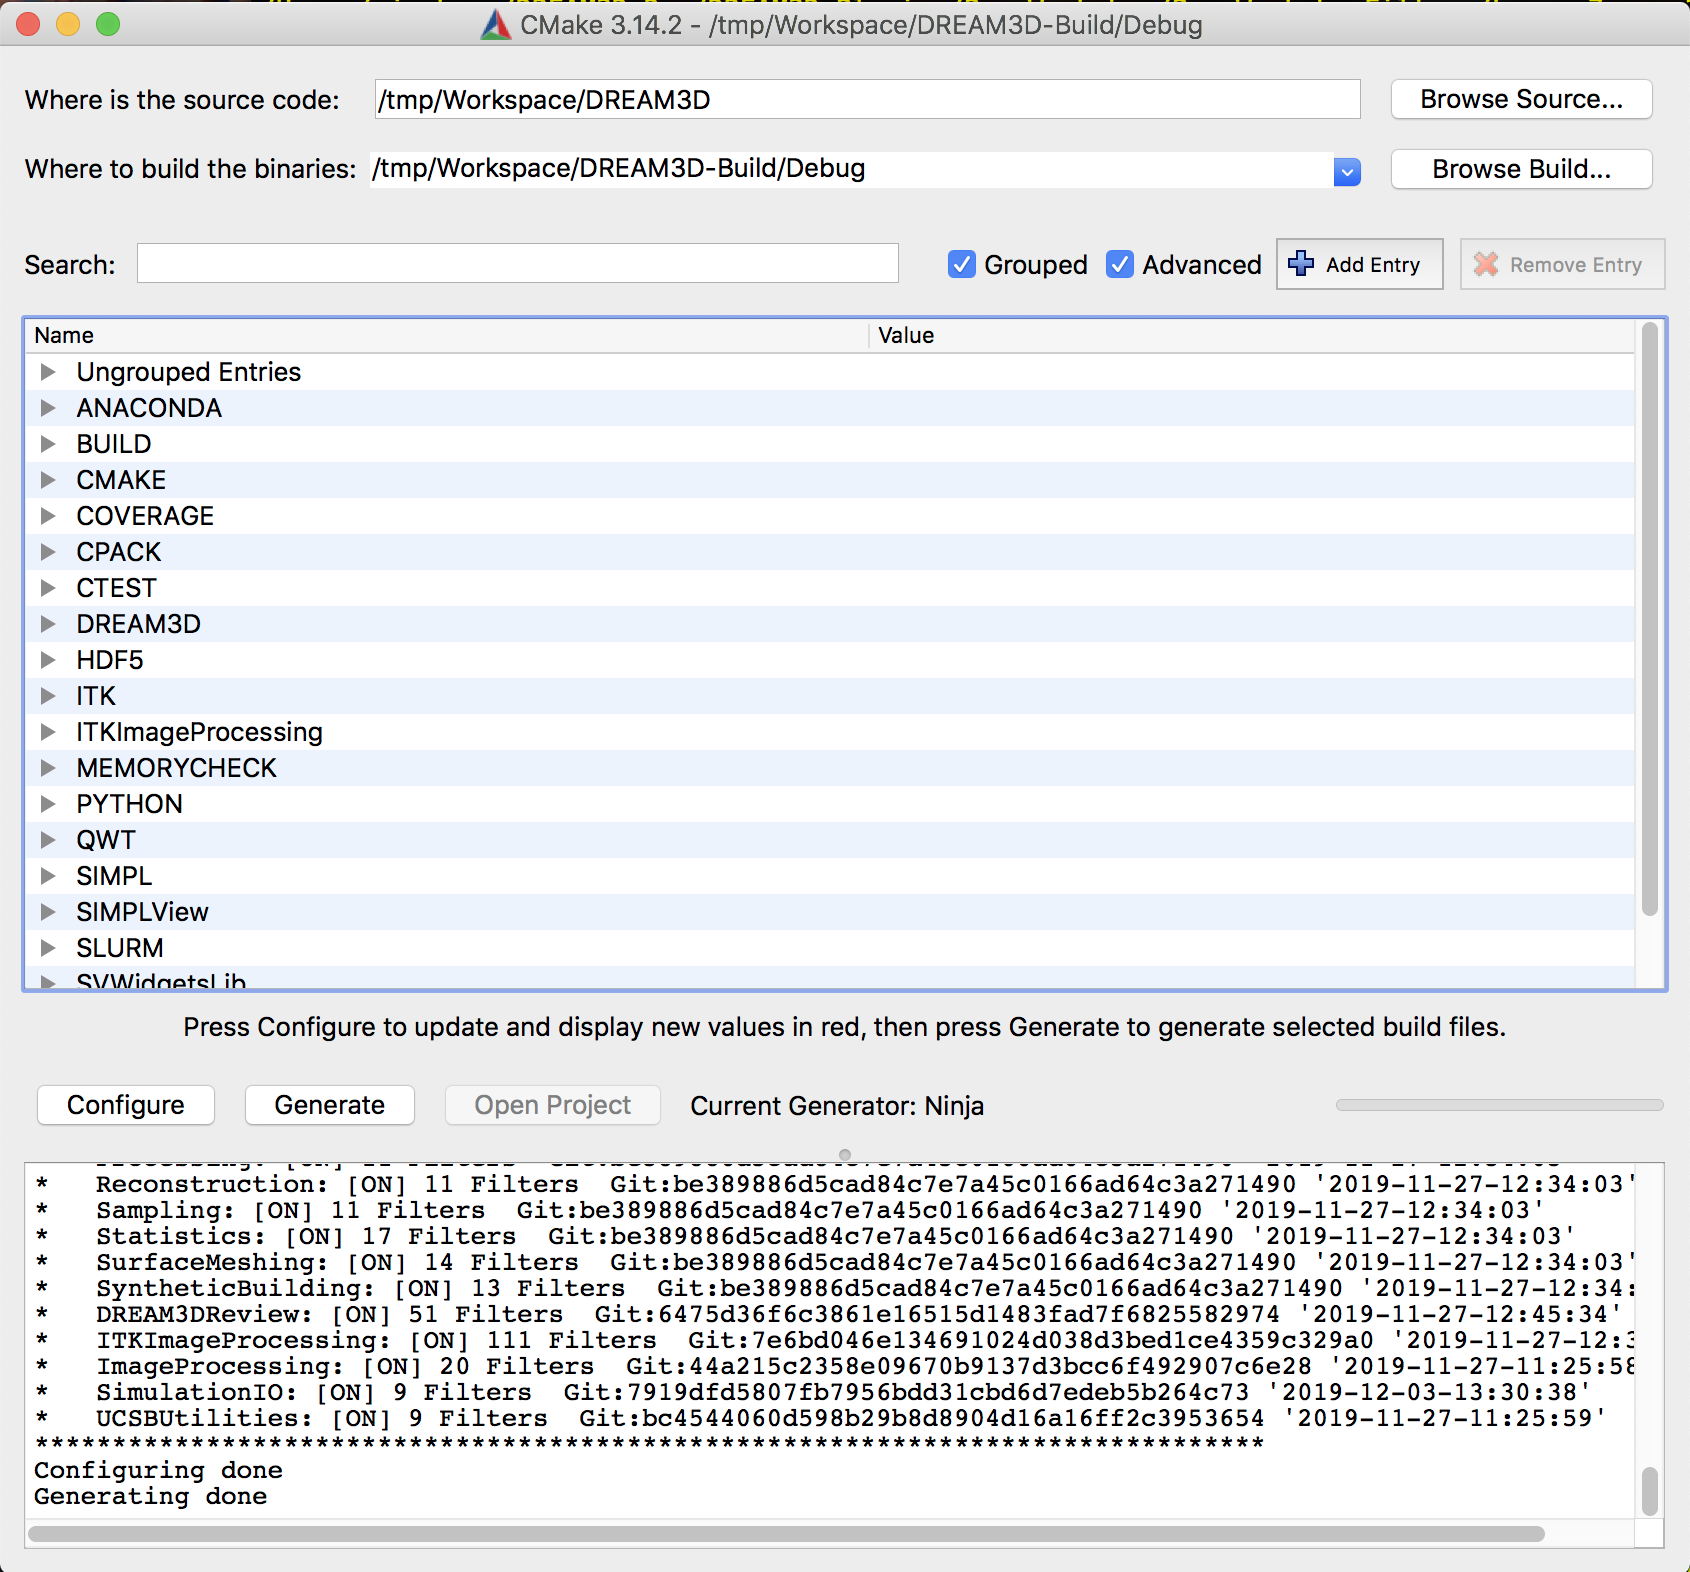 CMake 3.14.2 - /tmp/Workspace/DREAM3D-Build/Debug
Where is the source code: /tmp/Workspace/DREAM3D Browse Source...
Where to build the binaries: /tmp/Workspace/DREAM3D-Build/Debug Browse Build...
Search: Grouped Advanced Add Entry Remove Entry
Name Value
Ungrouped Entries
ANACONDA
BUILD
CMAKE
COVERAGE
CPACK
CTEST
DREAM3D
HDF5
ITK
ITKImageProcessing
MEMORYCHECK
PYTHON
QWT
SIMPL
SIMPLView
SLURM
SVWidgetsLib
Press Configure to update and display new values in red, then press Generate to generate selected build files.
Configure Generate Open Project Current Generator: Ninja
* Reconstruction: [ON] 11 Filters Git:be389886d5cad84c7e7a45c0166ad64c3a271490 '2019-11-27-12:34:03'
* Sampling: [ON] 11 Filters Git:be389886d5cad84c7e7a45c0166ad64c3a271490 '2019-11-27-12:34:03'
* Statistics: [ON] 17 Filters Git:be389886d5cad84c7e7a45c0166ad64c3a271490 '2019-11-27-12:34:03'
* SurfaceMeshing: [ON] 14 Filters Git:be389886d5cad84c7e7a45c0166ad64c3a271490 '2019-11-27-12:34:03'
* SyntheticBuilding: [ON] 13 Filters Git:be389886d5cad84c7e7a45c0166ad64c3a271490 '2019-11-27-12:34:
* DREAM3DReview: [ON] 51 Filters Git:6475d36f6c3861e16515d1483fad7f6825582974 '2019-11-27-12:45:34'
* ITKImageProcessing: [ON] 111 Filters Git:7e6bd046e134691024d038d3bed1ce4359c329a0 '2019-11-27-12:3
* ImageProcessing: [ON] 20 Filters Git:44a215c2358e09670b9137d3bcc6f492907c6e28 '2019-11-27-11:25:58
* SimulationIO: [ON] 9 Filters Git:7919dfd5807fb7956bdd31cbd6d7edeb5b264c73 '2019-12-03-13:30:38'
* UCSBUtilities: [ON] 9 Filters Git:bc4544060d598b29b8d8904d16a16ff2c3953654 '2019-11-27-11:25:59'
*******************************************************************************
Configuring done
Generating done